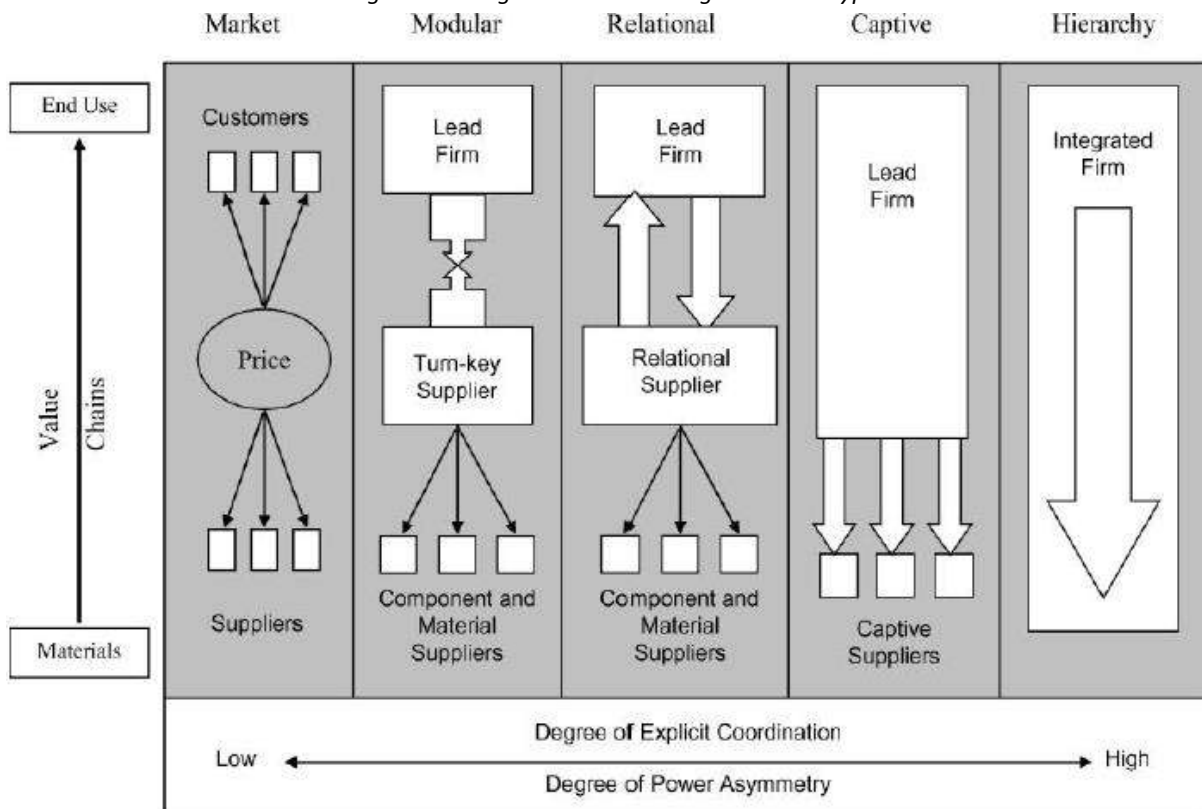 Market
Modular
Relational
Captive
Hierarchy
End Use
Value
Chains
Materials
Customers
Price
Suppliers
Lead
Firm
Turn-key
Supplier
Component and
Material
Suppliers
Lead
Firm
Relational
Supplier
Component and
Material
Suppliers
Lead
Firm
Captive
Suppliers
Integrated
Firm
Degree of Explicit Coordination
Low
High
Degree of Power Asymmetry